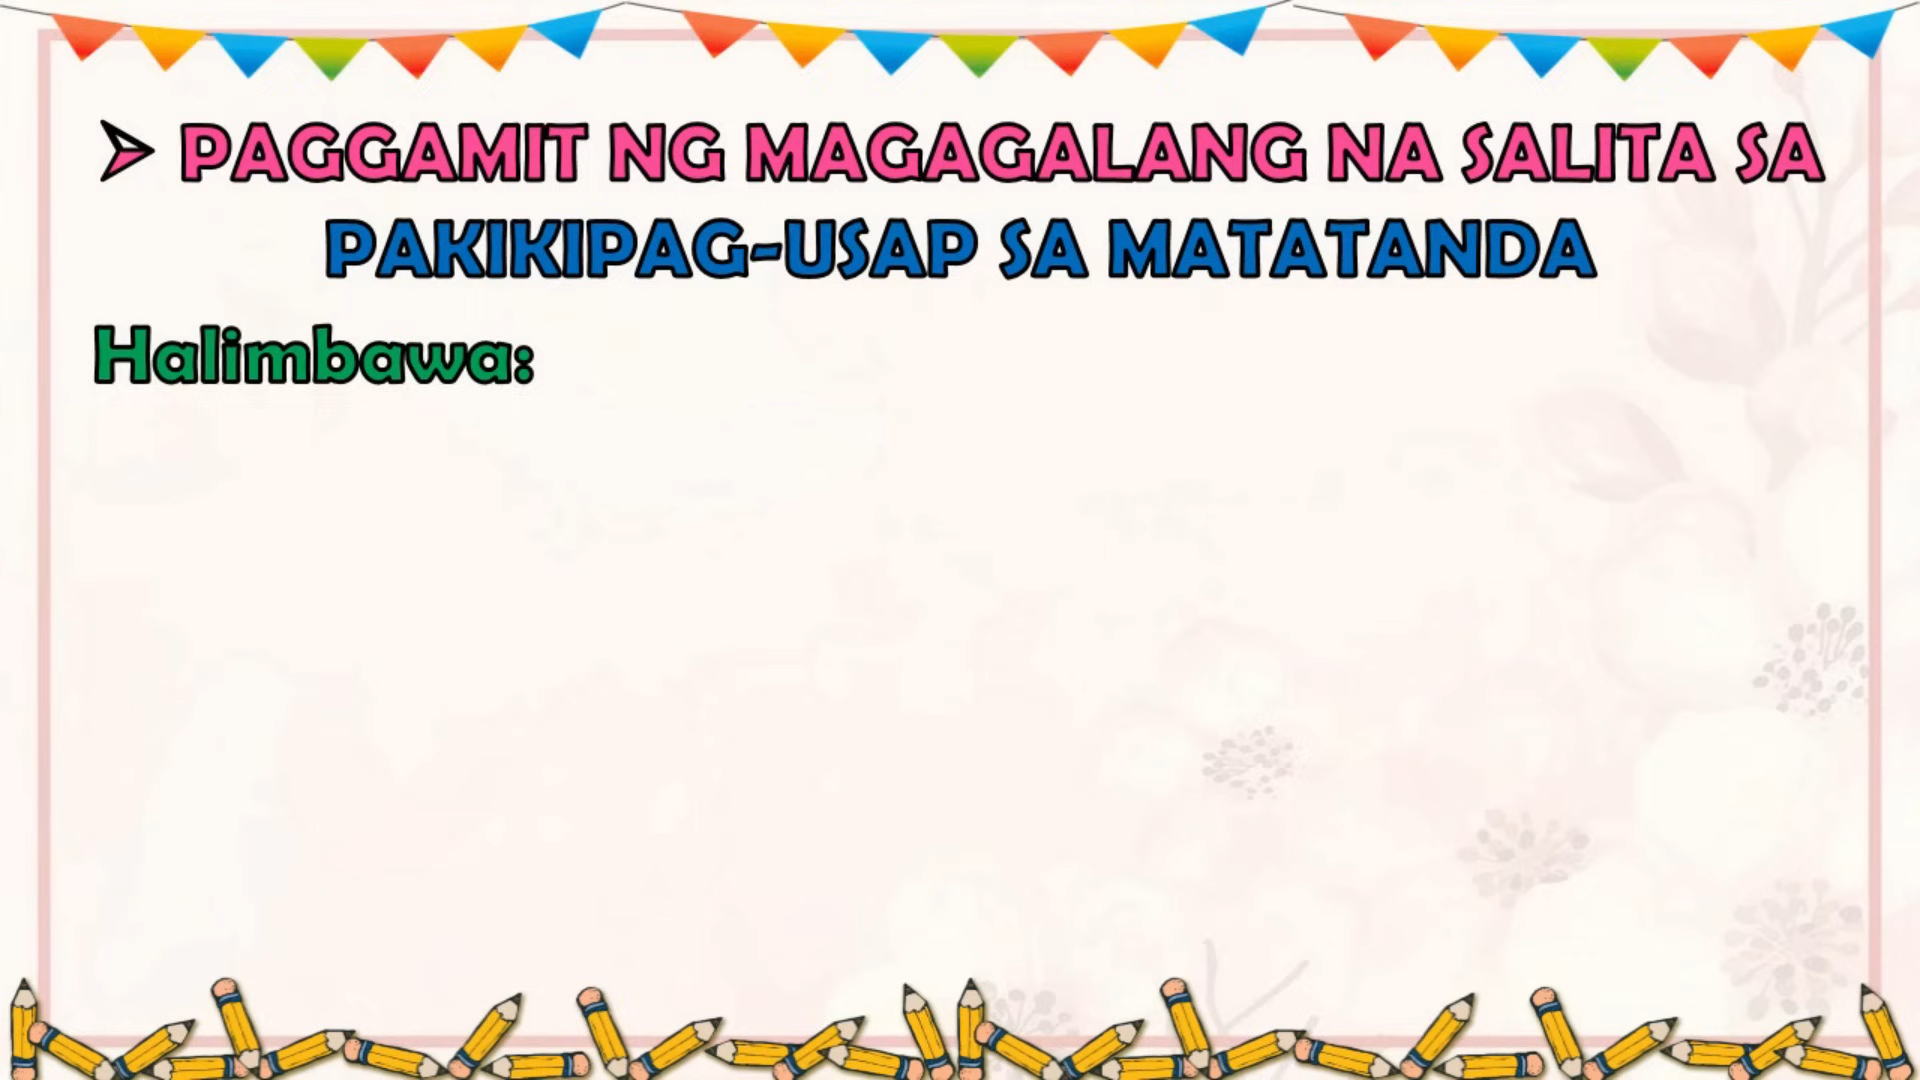 ➢ PAGGAMIT NG MAGAGALANG NA SALITA SA
PAKIKIPAG-USAP SA MATATANDA
Halimbawa: